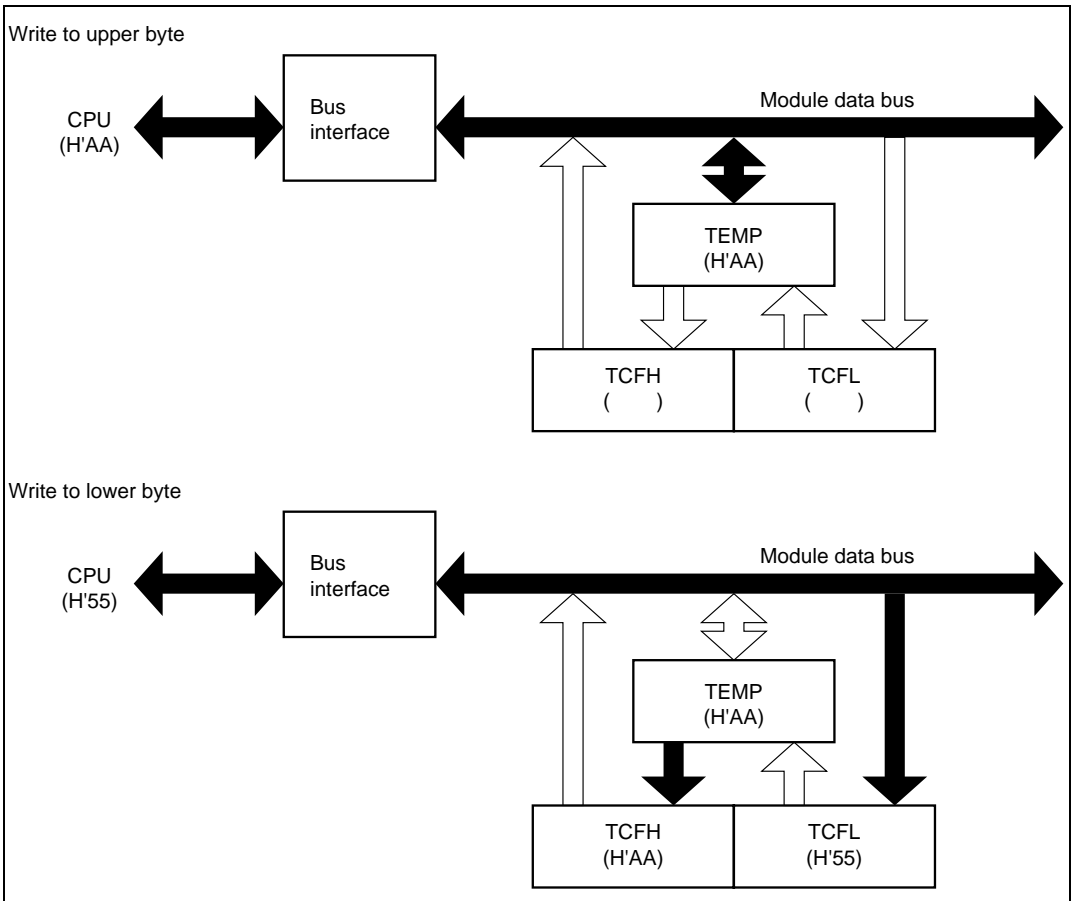 Write to upper byte
CPU
(H'AA)
Bus
interface
Module data bus
TEMP
(H'AA)
TCFH
(     )
TCFL
(     )
Write to lower byte
CPU
(H'55)
Bus
interface
Module data bus
TEMP
(H'AA)
TCFH
(H'AA)
TCFL
(H'55)